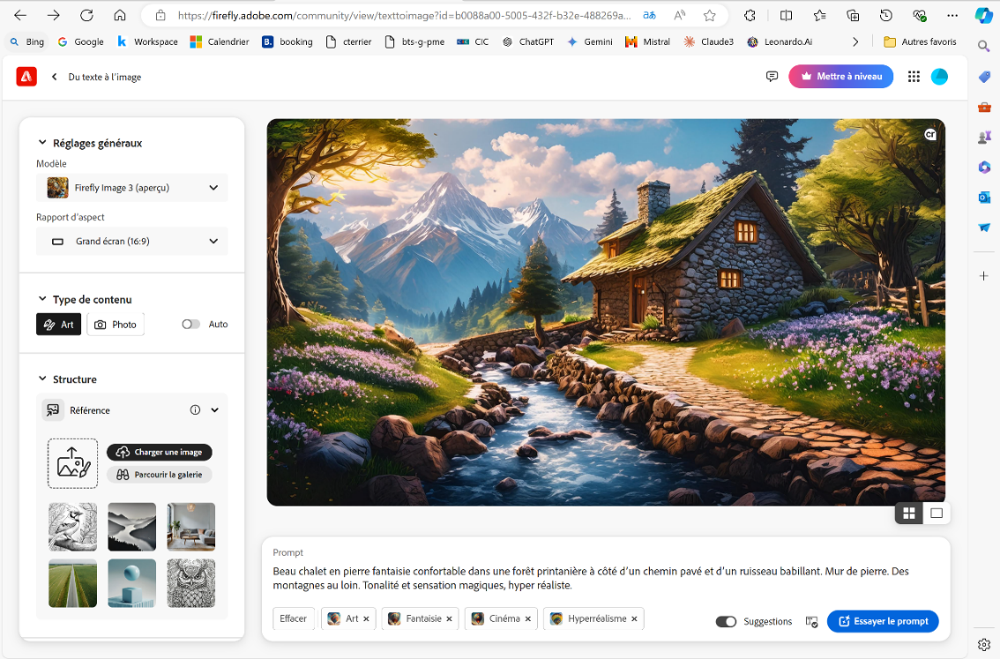 https://firefly.adobe.com/community/view/texttoimage?id=b0088a00-5005-432f-b32e-488269a...
Bing
Google
Workspace
Calendrier
booking
cterrier
bts-g-pme
CIC
ChatGPT
Gemini
Mistral
Claude3
Leonardo.Ai
Autres favoris
Du texte à l'image
Mettre à niveau
Réglages généraux
Modèle
Firefly Image 3 (aperçu)
Rapport d'aspect
Grand écran (16:9)
Type de contenu
Art
Photo
Auto
Structure
Référence
Charger une image
Parcourir la galerie
cr
Prompt
Beau chalet en pierre fantaisie confortable dans une forêt printanière à côté d'un chemin pavé et d'un ruisseau babillant. Mur de pierre. Des
montagnes au loin. Tonalité et sensation magiques, hyper réaliste.
Effacer
Art
Fantaisie
Cinéma
Hyperréalisme
Suggestions
Essayer le prompt